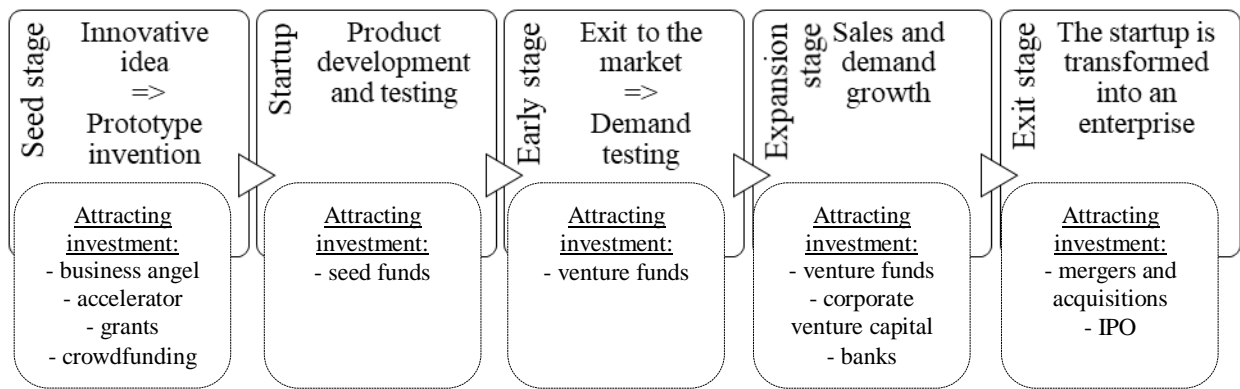 Seed stage
Innovative
idea
=>
Prototype
invention
Attracting
investment:
- business angel
- accelerator
- grants
- crowdfunding
Startup
Product
development
and testing
Attracting
investment:
- seed funds
Early stage
Exit to the
market
=>
Demand
testing
Attracting
investment:
- venture funds
Expansion
stage
Sales and
demand
growth
Attracting
investment:
- venture funds
- corporate
venture capital
- banks
Exit stage
The startup is
transformed
into an
enterprise
Attracting
investment:
- mergers and
acquisitions
- IPO